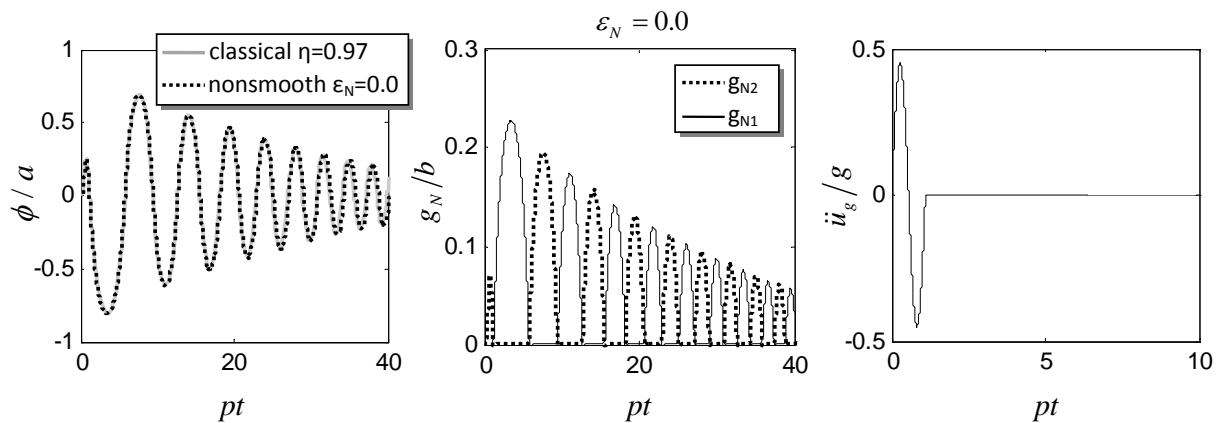 ε_N = 0.0
1
0.5
0
-0.5
-1
0
20
40
ϕ / a
pt
classical η=0.97
nonsmooth ε_N=0.0
0.3
0.2
0.1
0
0
20
40
g_N/b
pt
g_N2
g_N1
0.5
0
-0.5
0
5
10
ü_g/g
pt